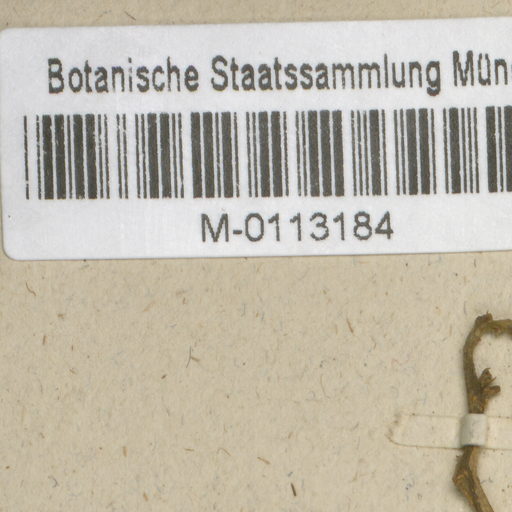 Botanische Staatssammlung Mün
M-0113184